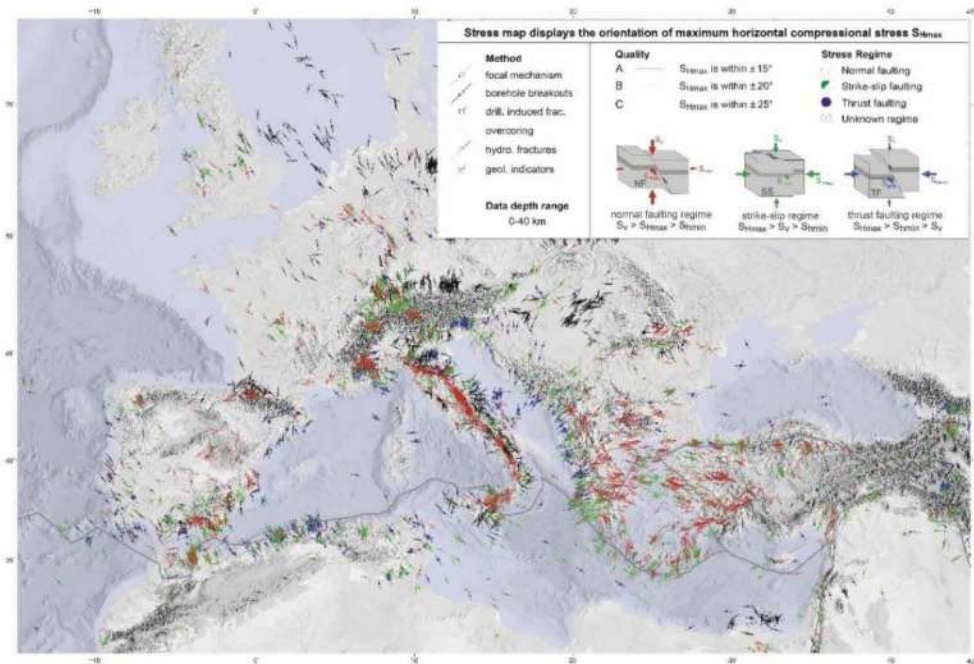 Stress map displays the orientation of maximum horizontal compressional stress SHmax
Method
focal mechanism
borehole breakouts
drill. induced frac.
overcoring
hydro. fractures
geol. indicators
Data depth range
0-40 km
Quality
A SHmax is within ±15°
B SHmax is within ±20°
C SHmax is within ±25°
Stress Regime
Normal faulting
Strike-slip faulting
Thrust faulting
Unknown regime
NF
SS
TF
normal faulting regime
Sv > SHmax > Shmin
strike-slip regime
SHmax > Sv > Shmin
thrust faulting regime
SHmax > Shmin > Sv